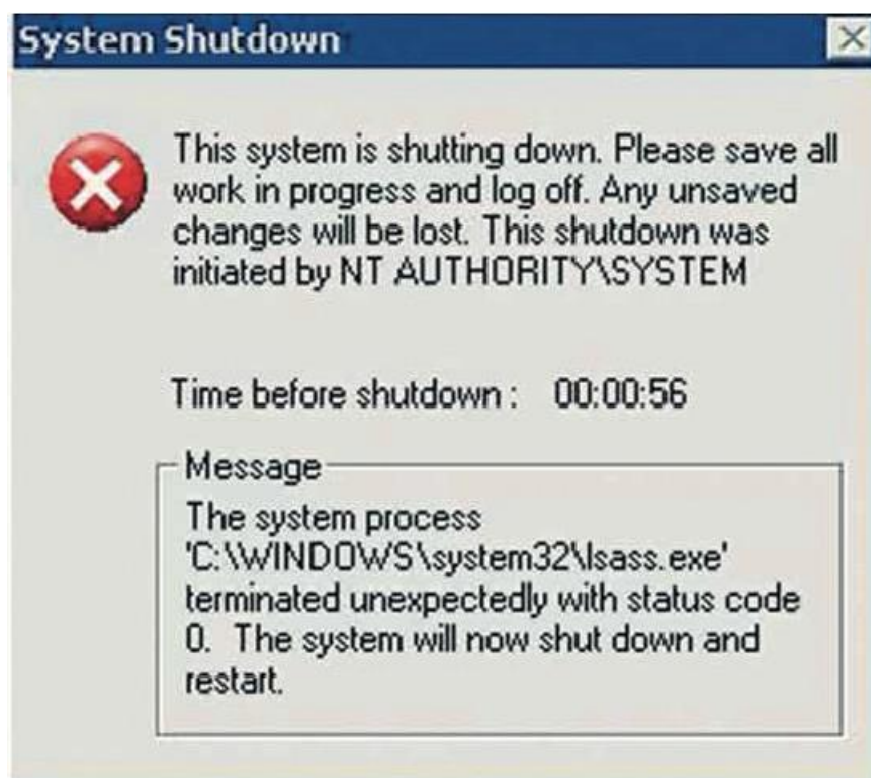 System Shutdown
This system is shutting down. Please save all
work in progress and log off. Any unsaved
changes will be lost. This shutdown was
initiated by NT AUTHORITY\SYSTEM
Time before shutdown : 00:00:56
Message
The system process
'C:\WINDOWS\system32\lsass.exe'
terminated unexpectedly with status code
0. The system will now shut down and
restart.